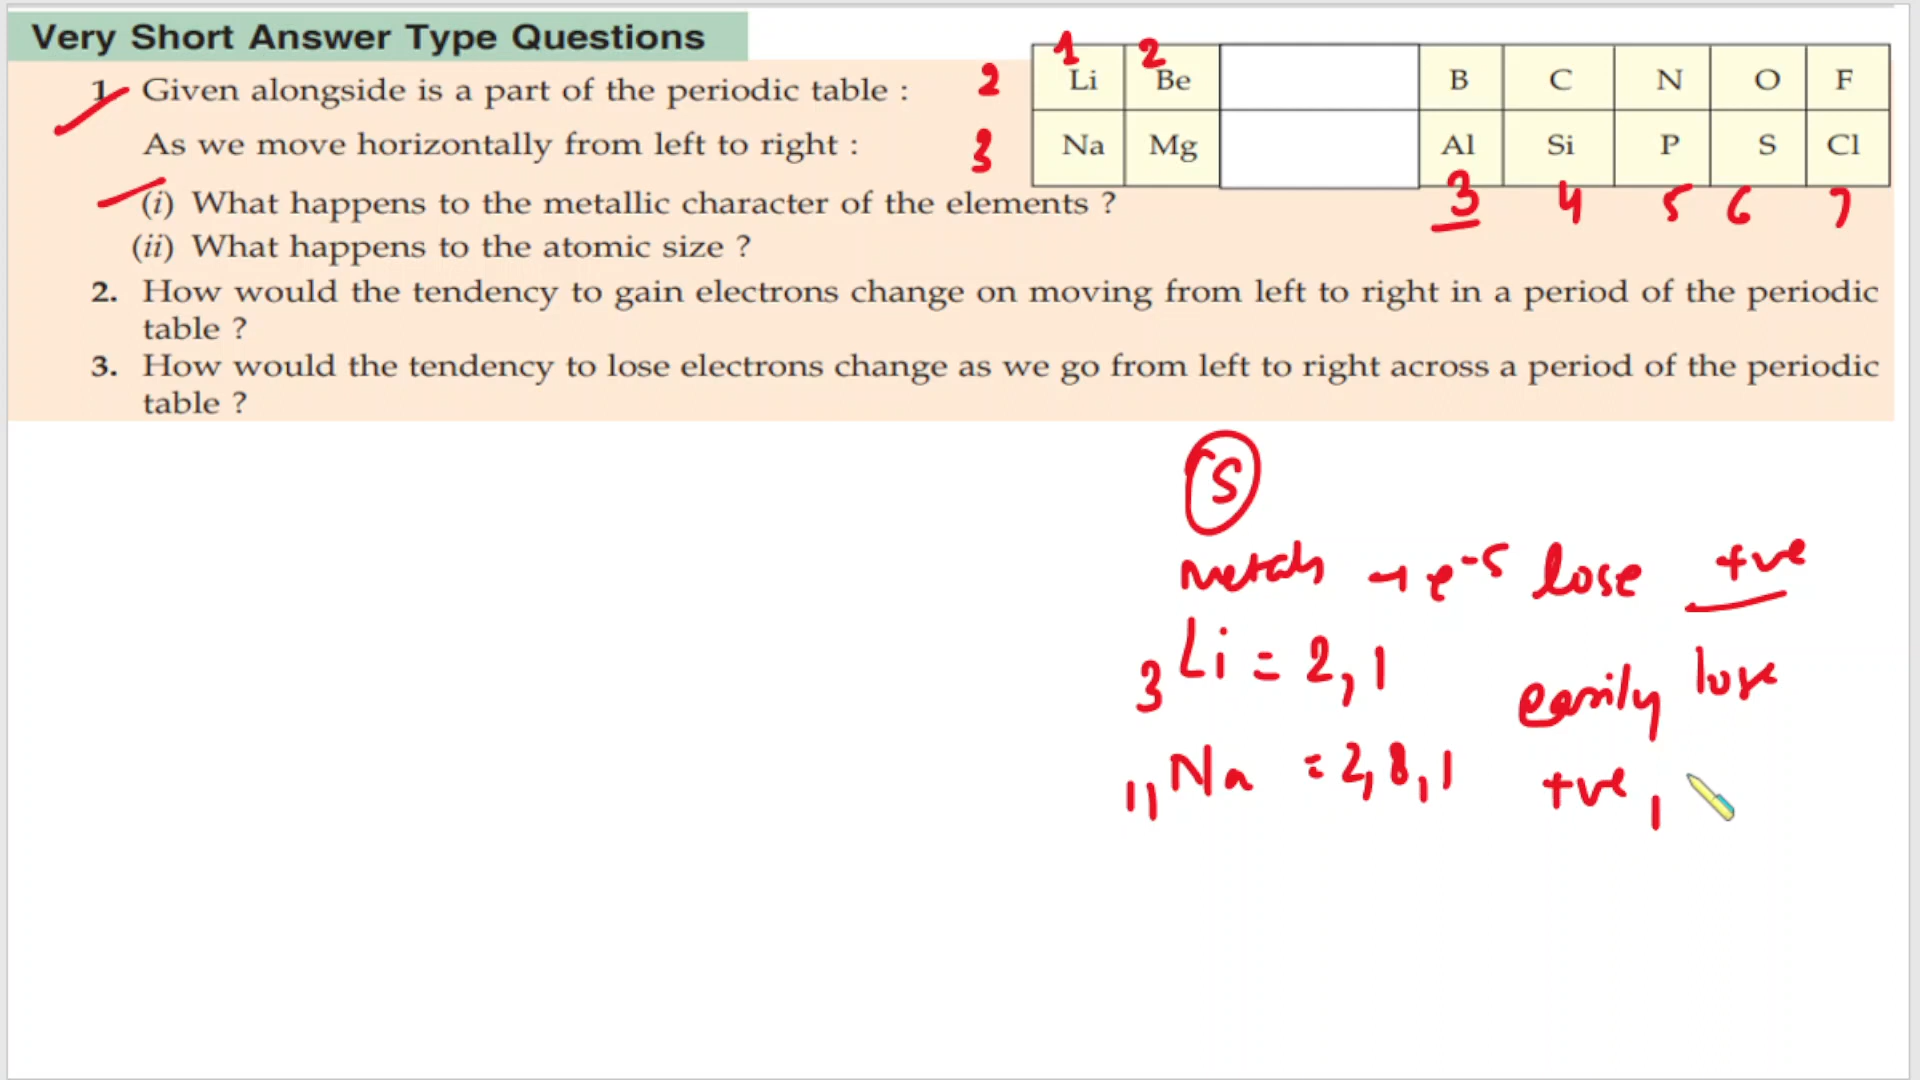 Very Short Answer Type Questions
1. Given alongside is a part of the periodic table :
1 2
2 Li Be B C N O F
As we move horizontally from left to right :
3 Na Mg Al Si P S Cl
3 4 5 6 7
(i) What happens to the metallic character of the elements ?
(ii) What happens to the atomic size ?
2. How would the tendency to gain electrons change on moving from left to right in a period of the periodic
table ?
3. How would the tendency to lose electrons change as we go from left to right across a period of the periodic
table ?
S
metals → e-s lose +ve
3 Li = 2, 1
easily lose
11 Na = 2, 8, 1
+ve ,